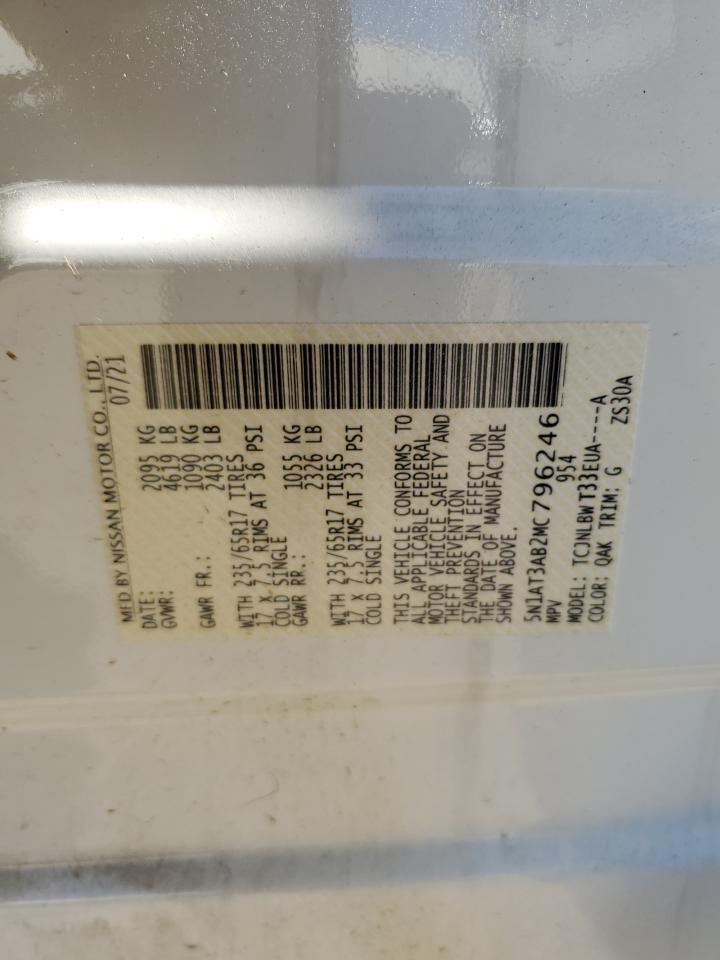 MFD BY NISSAN MOTOR CO., LTD.
DATE: 07/21
GVWR: 2095 KG
4619 LB
GAWR FR.: 1090 KG
2403 LB
WITH 235/65R17 TIRES
17 X 7.5 RIMS AT 36 PSI
COLD SINGLE
GAWR RR.: 1055 KG
2326 LB
WITH 235/65R17 TIRES
17 X 7.5 RIMS AT 33 PSI
COLD SINGLE
THIS VEHICLE CONFORMS TO
ALL APPLICABLE FEDERAL
MOTOR VEHICLE SAFETY AND
THEFT PREVENTION
STANDARDS IN EFFECT ON
THE DATE OF MANUFACTURE
SHOWN ABOVE.
5N1AT3AB2MC796246
MPV 954
MODEL: TCJNLBW T33EUA----A
COLOR: QAK TRIM: G ZS30A